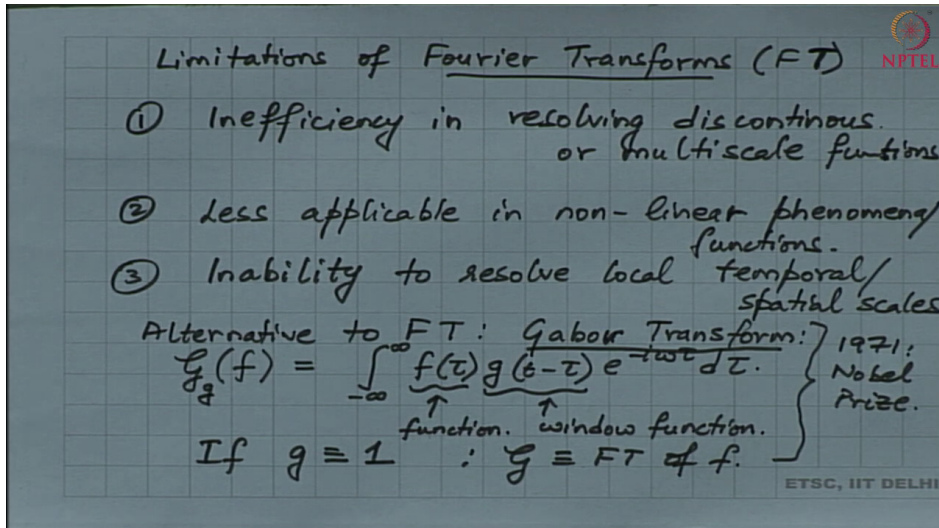 Limitations of Fourier Transforms (FT)
NPTEL
① Inefficiency in resolving discontinous.
or multiscale funtions
② Less applicable in non-linear phenomena/
functions.
③ Inability to resolve local temporal/
spatial scales
Alternative to FT: Gabor Transform:
𝒢_g(f) = ∫_{-∞}^{∞} f(τ) g(t-τ) e^{-iωτ} dτ.
1971:
Nobel
Prize.
↑ function. ↑ window function.
If g ≡ 1 : 𝒢 ≡ FT of f.
ETSC, IIT DELHI